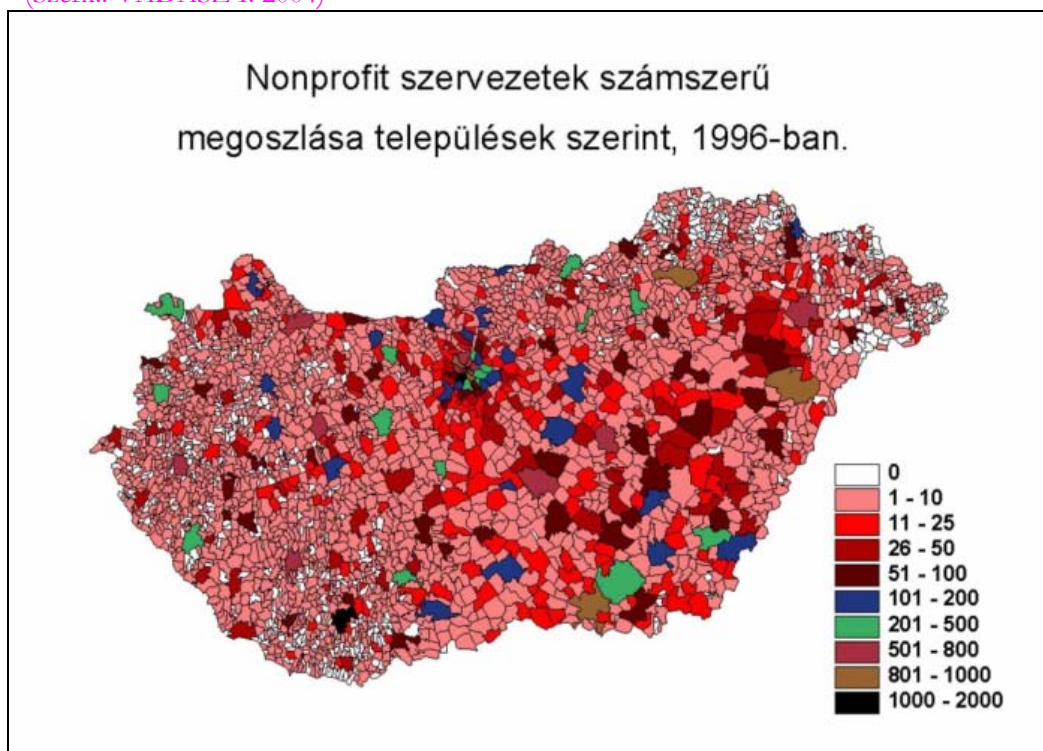 Nonprofit szervezetek számszerű
megoszlása települések szerint, 1996-ban.
0
1 - 10
11 - 25
26 - 50
51 - 100
101 - 200
201 - 500
501 - 800
801 - 1000
1000 - 2000